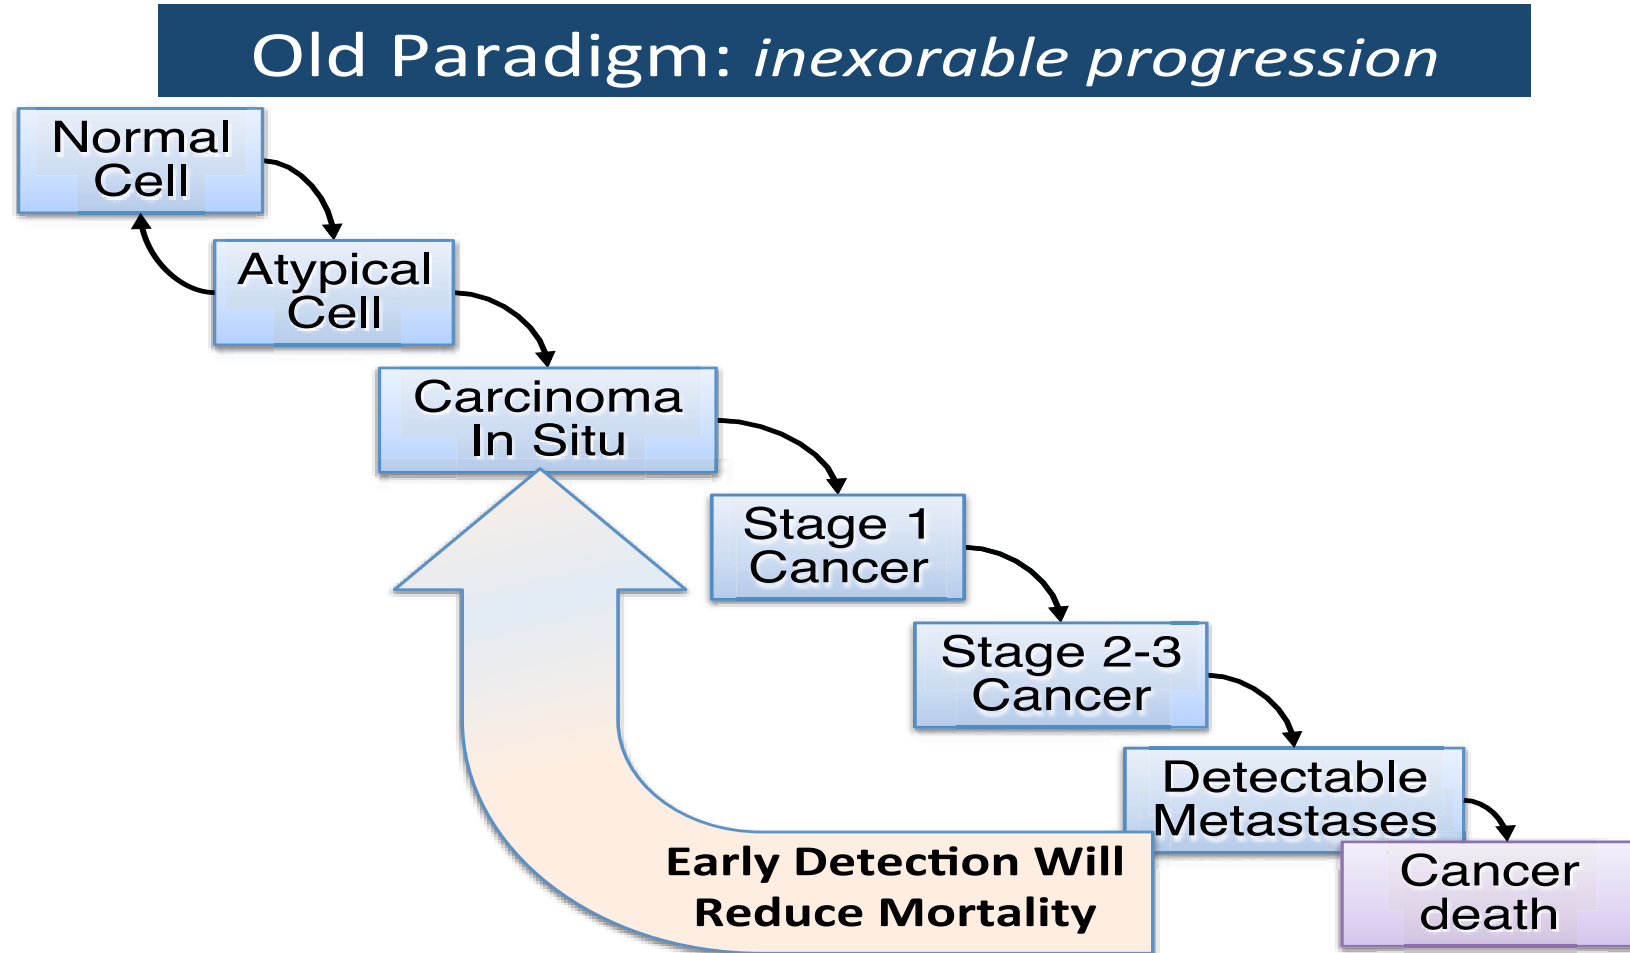 Old Paradigm: inexorable progression
Normal
Cell
Atypical
Cell
Carcinoma
In Situ
Stage 1
Cancer
Stage 2-3
Cancer
Detectable
Metastases
Early Detection Will
Reduce Mortality
Cancer
death